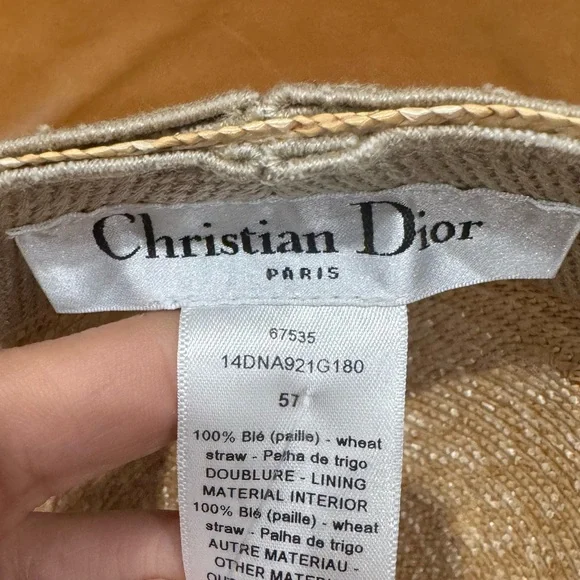 Christian Dior
PARIS
67535
14DNA921G180
57
100% Blé (paille) - wheat
straw - Palha de trigo
DOUBLURE - LINING
MATERIAL INTERIOR
100% Blé (paille) - wheat
straw - Palha de trigo
AUTRE MATERIAU -
OTHER MATERIAL